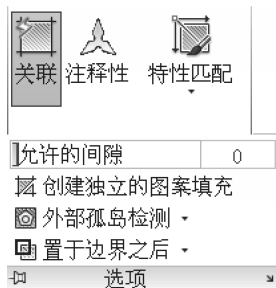 关联 注释性 特性匹配
允许的间隙 0
创建独立的图案填充
外部孤岛检测
置于边界之后
选项